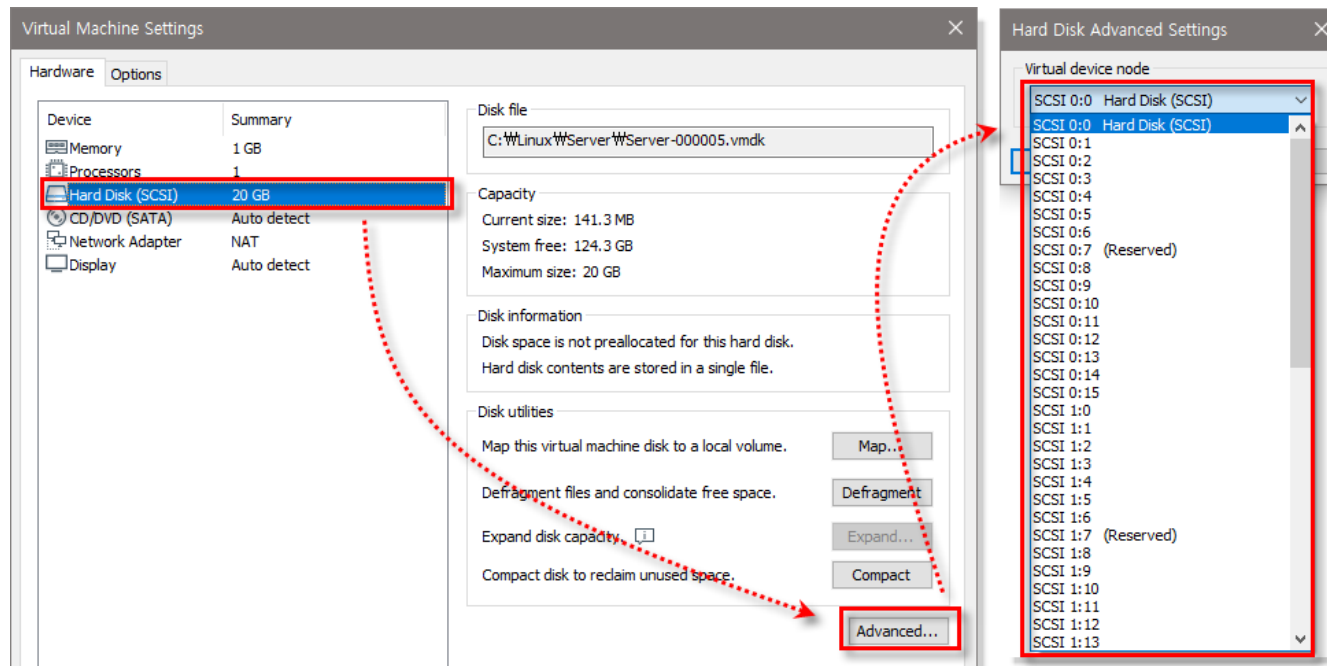 Virtual Machine Settings
Hardware Options
Device Summary
Memory 1 GB
Processors 1
Hard Disk (SCSI) 20 GB
CD/DVD (SATA) Auto detect
Network Adapter NAT
Display Auto detect
Disk file
C:₩Linux₩Server₩Server-000005.vmdk
Capacity
Current size: 141.3 MB
System free: 124.3 GB
Maximum size: 20 GB
Disk information
Disk space is not preallocated for this hard disk.
Hard disk contents are stored in a single file.
Disk utilities
Map this virtual machine disk to a local volume. Map...
Defragment files and consolidate free space. Defragment
Expand disk capacity. Expand...
Compact disk to reclaim unused space. Compact
Advanced...
Hard Disk Advanced Settings
Virtual device node
SCSI 0:0 Hard Disk (SCSI)
SCSI 0:0 Hard Disk (SCSI)
SCSI 0:1
SCSI 0:2
SCSI 0:3
SCSI 0:4
SCSI 0:5
SCSI 0:6
SCSI 0:7 (Reserved)
SCSI 0:8
SCSI 0:9
SCSI 0:10
SCSI 0:11
SCSI 0:12
SCSI 0:13
SCSI 0:14
SCSI 0:15
SCSI 1:0
SCSI 1:1
SCSI 1:2
SCSI 1:3
SCSI 1:4
SCSI 1:5
SCSI 1:6
SCSI 1:7 (Reserved)
SCSI 1:8
SCSI 1:9
SCSI 1:10
SCSI 1:11
SCSI 1:12
SCSI 1:13